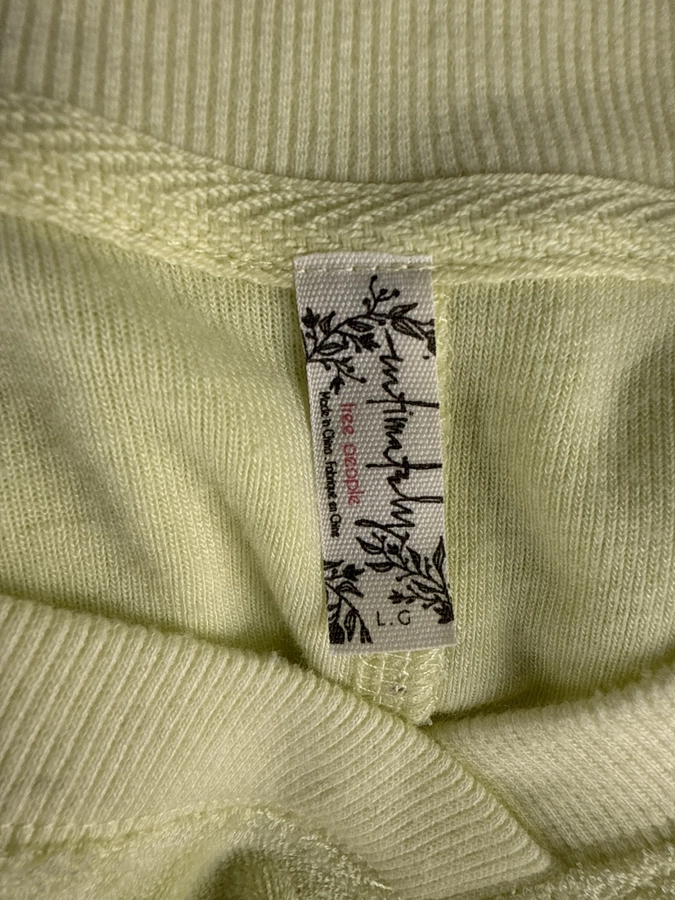 intimately
free people
Made in China . Fabriqué en Chine
L.G